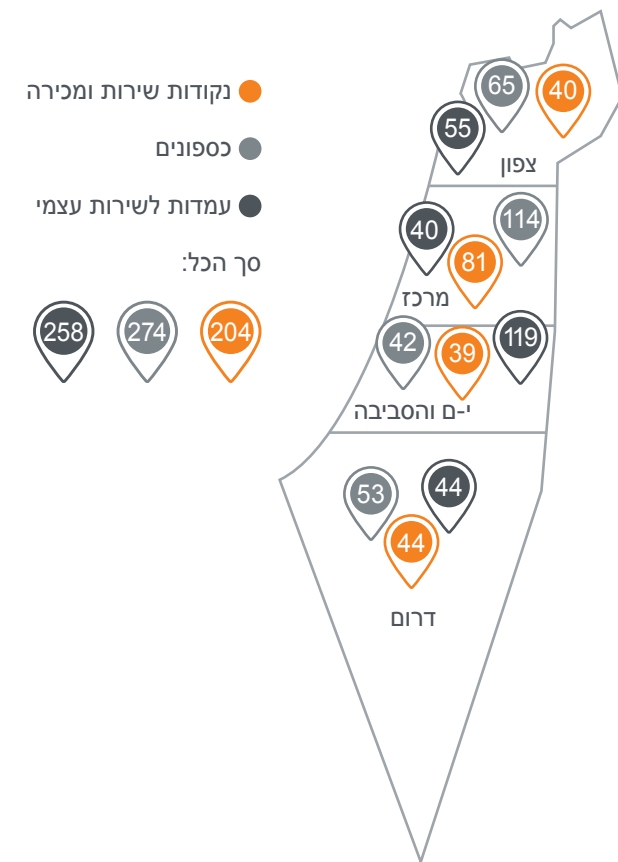 נקודות שירות ומכירה
כספונים
עמדות לשירות עצמי
סך הכל:
204
274
258
65
40
55
צפון
114
40
81
מרכז
119
39
42
י-ם והסביבה
44
53
44
דרום